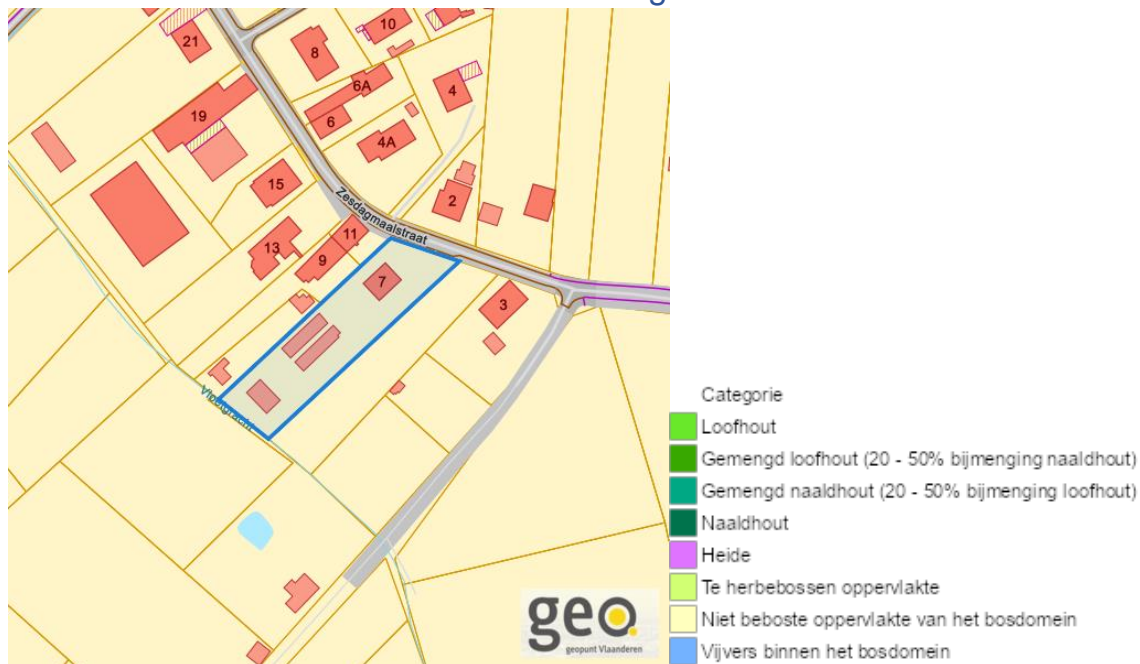 21
10
8
6A
4
6
19
4A
15
2
Zesdagmaalstraat
11
13
9
7
3
Vloetgracht
geo.
geopunt Vlaanderen
Categorie
Loofhout
Gemengd loofhout (20 - 50% bijmenging naaldhout)
Gemengd naaldhout (20 - 50% bijmenging loofhout)
Naaldhout
Heide
Te herbebossen oppervlakte
Niet beboste oppervlakte van het bosdomein
Vijvers binnen het bosdomein